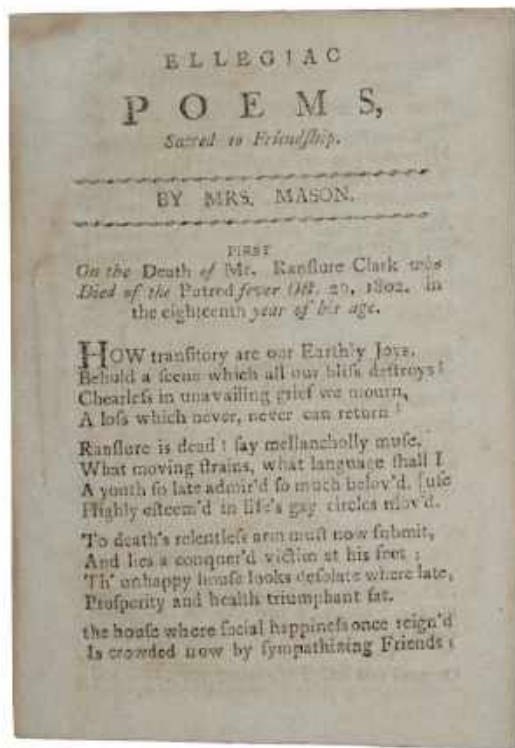 ELLEGIAC
POEMS,
Sacred to Friendſhip.
BY MRS. MASON.
FIRST
On the Death of Mr. Ranſlure Clark who
Died of the Putred fever Oct. 20, 1802. in
the eighteenth year of his age.
HOW tranſitory are our Earthly Joys.
Behold a ſcene which all our bliſs deſtroys!
Chearleſs in unavailing grief we mourn,
A loſs which never, never can return!
Ranſlure is dead! ſay mellancholly muſe,
What moving ſtrains, what language ſhall I
A youth ſo late admir'd ſo much belov'd. [uſe
Highly eſteem'd in life's gay circles mov'd.
To death's relentleſs arm muſt now ſubmit,
And lies a conquer'd victim at his feet;
Th' unhappy houſe looks deſolate where late,
Proſperity and health triumphant ſat.
the houſe where ſocial happineſs once reign'd
Is crowded now by ſympathizing Friends;